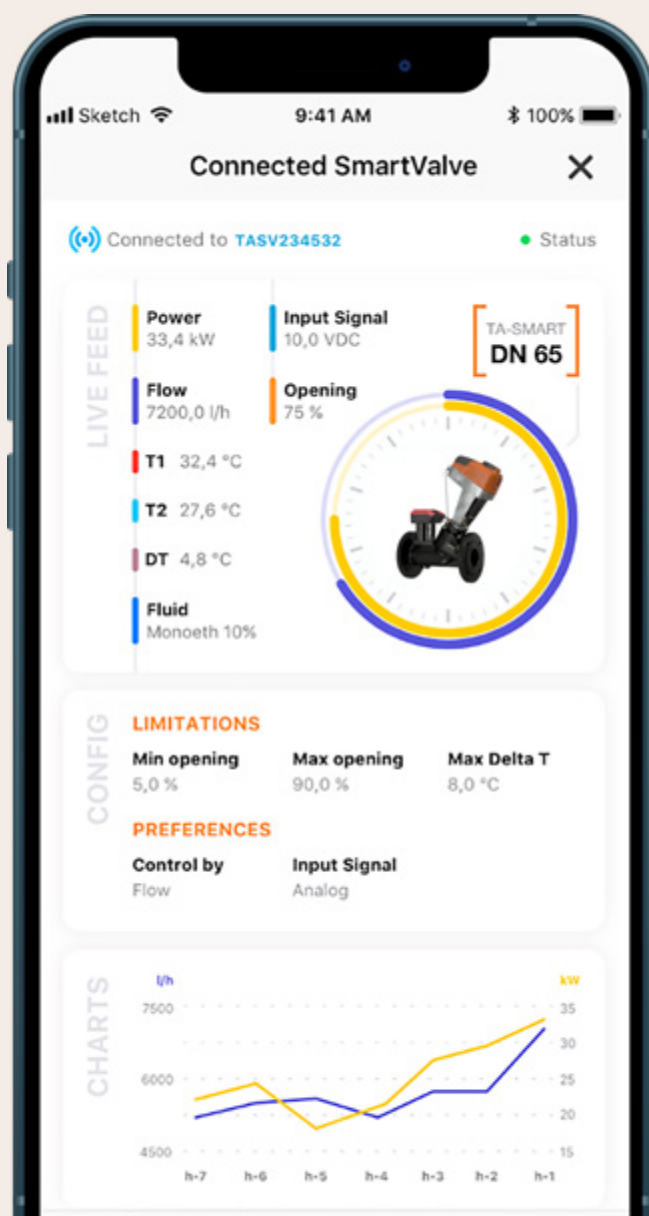 Sketch 9:41 AM 100%
Connected SmartValve
Connected to TASV234532 Status
LIVE FEED
Power
33,4 kW
Input Signal
10,0 VDC
TA-SMART
DN 65
Flow
7200,0 l/h
Opening
75 %
T1 32,4 °C
T2 27,6 °C
DT 4,8 °C
Fluid
Monoeth 10%
CONFIG
LIMITATIONS
Min opening
5,0 %
Max opening
90,0 %
Max Delta T
8,0 °C
PREFERENCES
Control by
Flow
Input Signal
Analog
CHARTS
l/h kW
7500 35
30
6000 25
20
4500 15
h-7 h-6 h-5 h-4 h-3 h-2 h-1